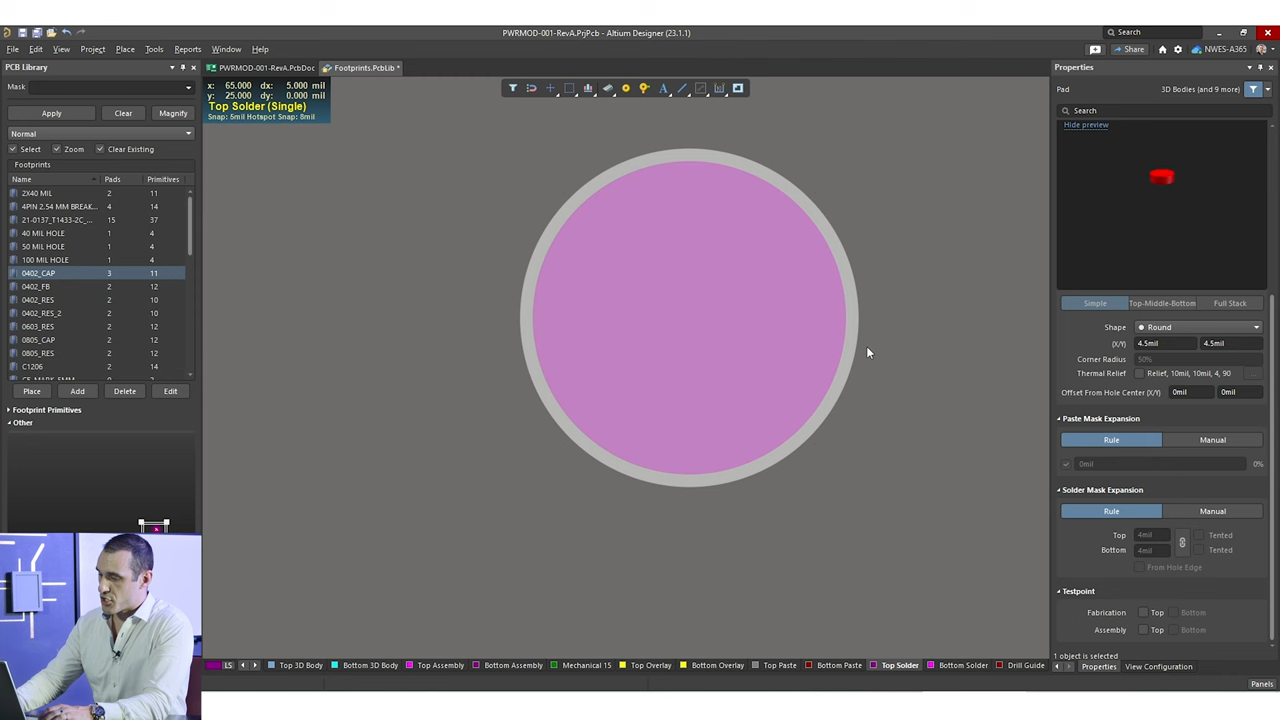 PWRMOD-001-RevA.PrjPcb - Altium Designer (23.1.1)
Search
File Edit View Project Place Tools Reports Window Help
Share
NWES-A365
PCB Library
PWRMOD-001-RevA.PcbDoc
Footprints.PcbLib *
Properties
Mask
x: 65.000 dx: 5.000 mil
y: 25.000 dy: 0.000 mil
Top Solder (Single)
Snap: 5mil Hotspot Snap: 8mil
Pad
3D Bodies (and 9 more)
Search
Apply Clear Magnify
Hide preview
Normal
Select Zoom Clear Existing
Footprints
Name Pads Primitives
2X40 MIL 2 11
4PIN 2.54 MM BREAK... 4 14
21-0137_T1433-2C_... 15 37
40 MIL HOLE 1 4
50 MIL HOLE 1 4
100 MIL HOLE 1 4
0402_CAP 3 11
0402_FB 2 12
0402_RES 2 10
0402_RES_2 2 10
0603_RES 2 12
0805_CAP 2 12
0805_RES 2 12
C1206 2 14
Place Add Delete Edit
Footprint Primitives
Other
Simple Top-Middle-Bottom Full Stack
Shape Round
(X/Y) 4.5mil 4.5mil
Corner Radius 50%
Thermal Relief Relief, 10mil, 10mil, 4, 90 ...
Offset From Hole Center (X/Y) 0mil 0mil
Paste Mask Expansion
Rule Manual
0mil 0%
Solder Mask Expansion
Rule Manual
Top 4mil Tented
Bottom 4mil Tented
From Hole Edge
Testpoint
Fabrication Top Bottom
Assembly Top Bottom
1 object is selected
LS Top 3D Body Bottom 3D Body Top Assembly Bottom Assembly Mechanical 15 Top Overlay Bottom Overlay Top Paste Bottom Paste Top Solder Bottom Solder Drill Guide
Properties View Configuration
Panels